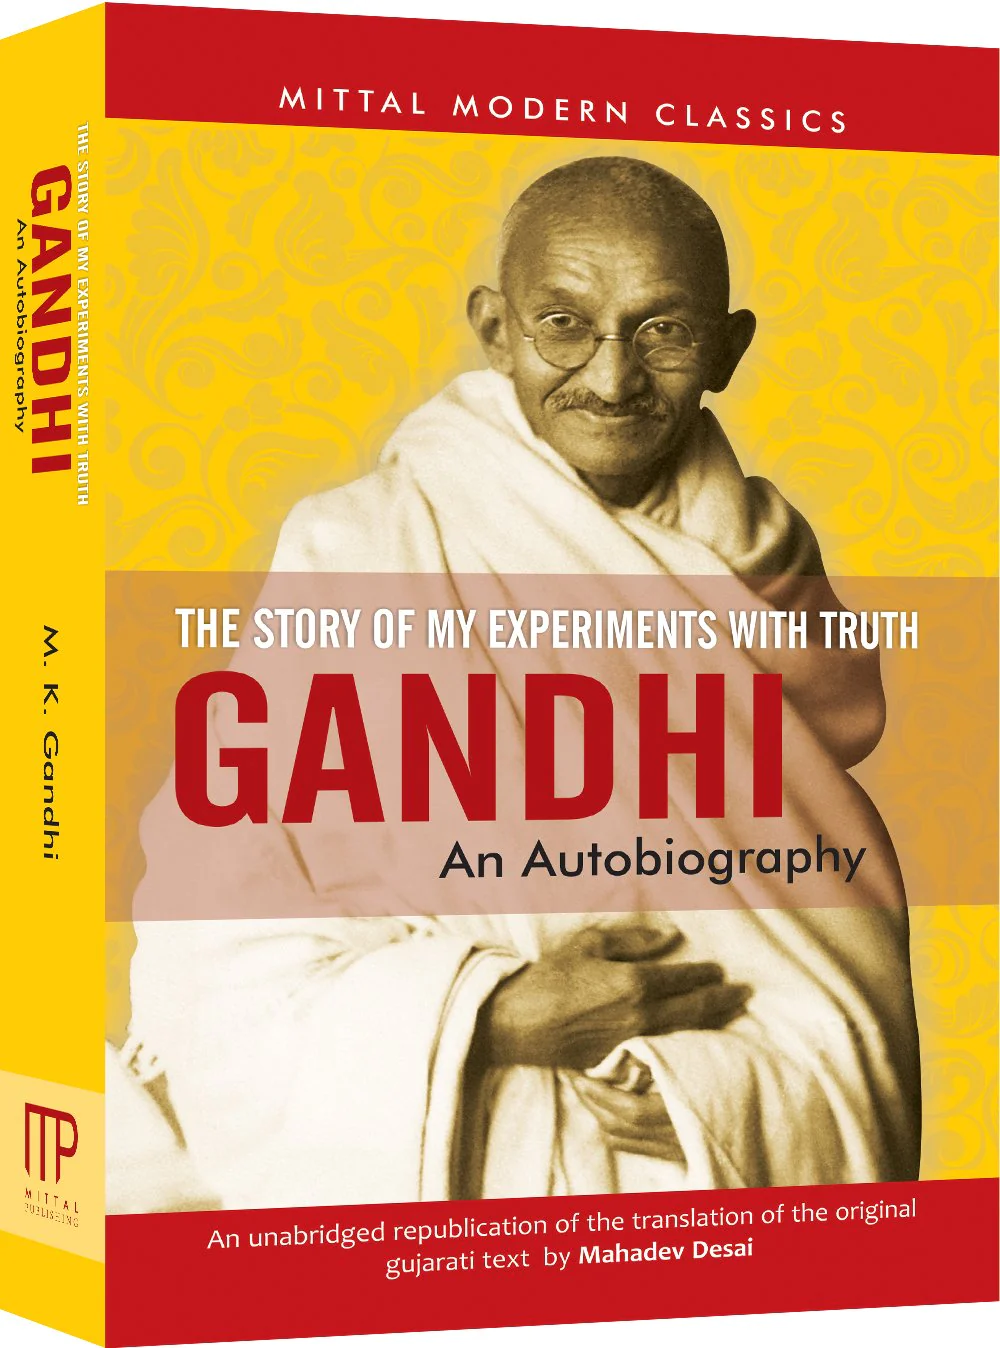 MITTAL MODERN CLASSICS
THE STORY OF MY EXPERIMENTS WITH TRUTH
GANDHI
An Autobiography
An unabridged republication of the translation of the original
gujarati text by Mahadev Desai
THE STORY OF MY EXPERIMENTS WITH TRUTH
GANDHI
An Autobiography
M. K. Gandhi
MP
MITTAL
PUBLISHING